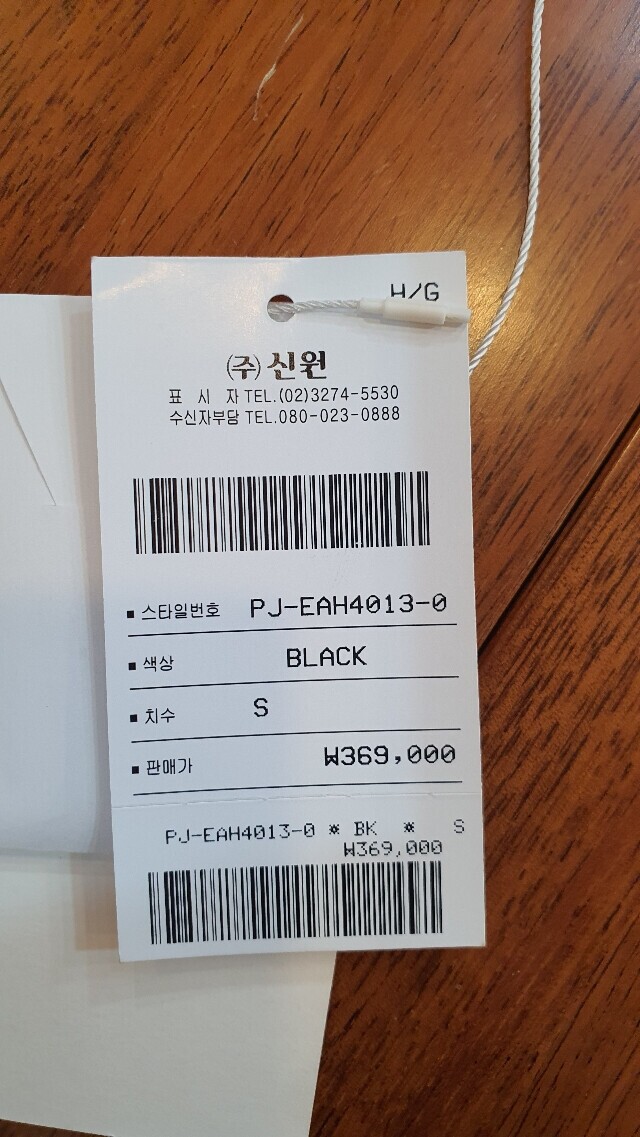 H/G
(주)신원
표 시 자 TEL.(02)3274-5530
수신자부담 TEL.080-023-0888
■ 스타일번호 PJ-EAH4013-0
■ 색상 BLACK
■ 치수 S
■ 판매가 ₩369,000
PJ-EAH4013-0 * BK * S
₩369,000